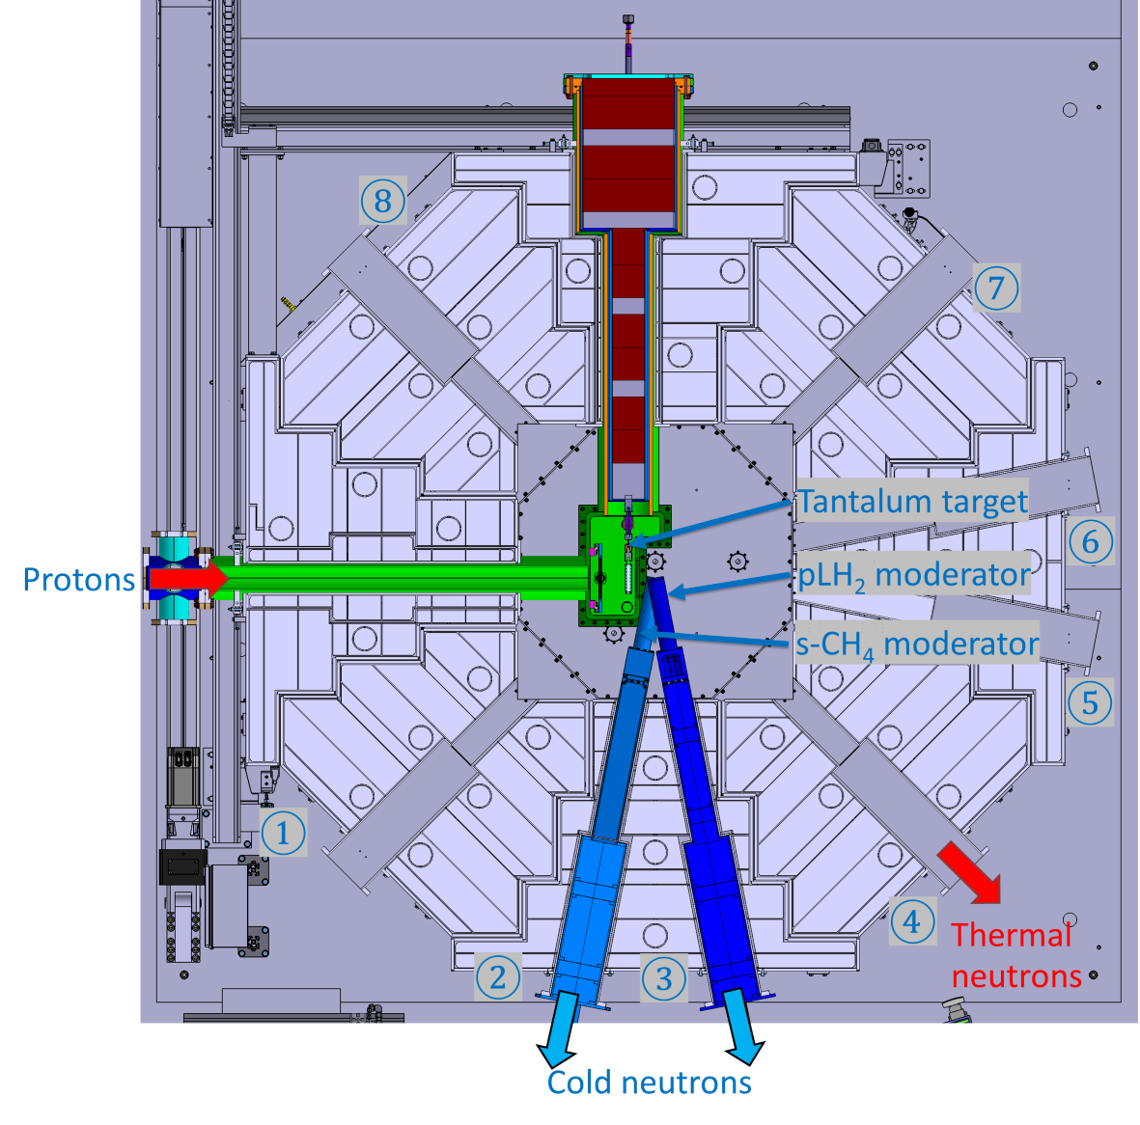 ⑧
⑦
Tantalum target
⑥
Protons
pLH₂ moderator
s-CH₄ moderator
⑤
①
④
Thermal
neutrons
②
③
Cold neutrons